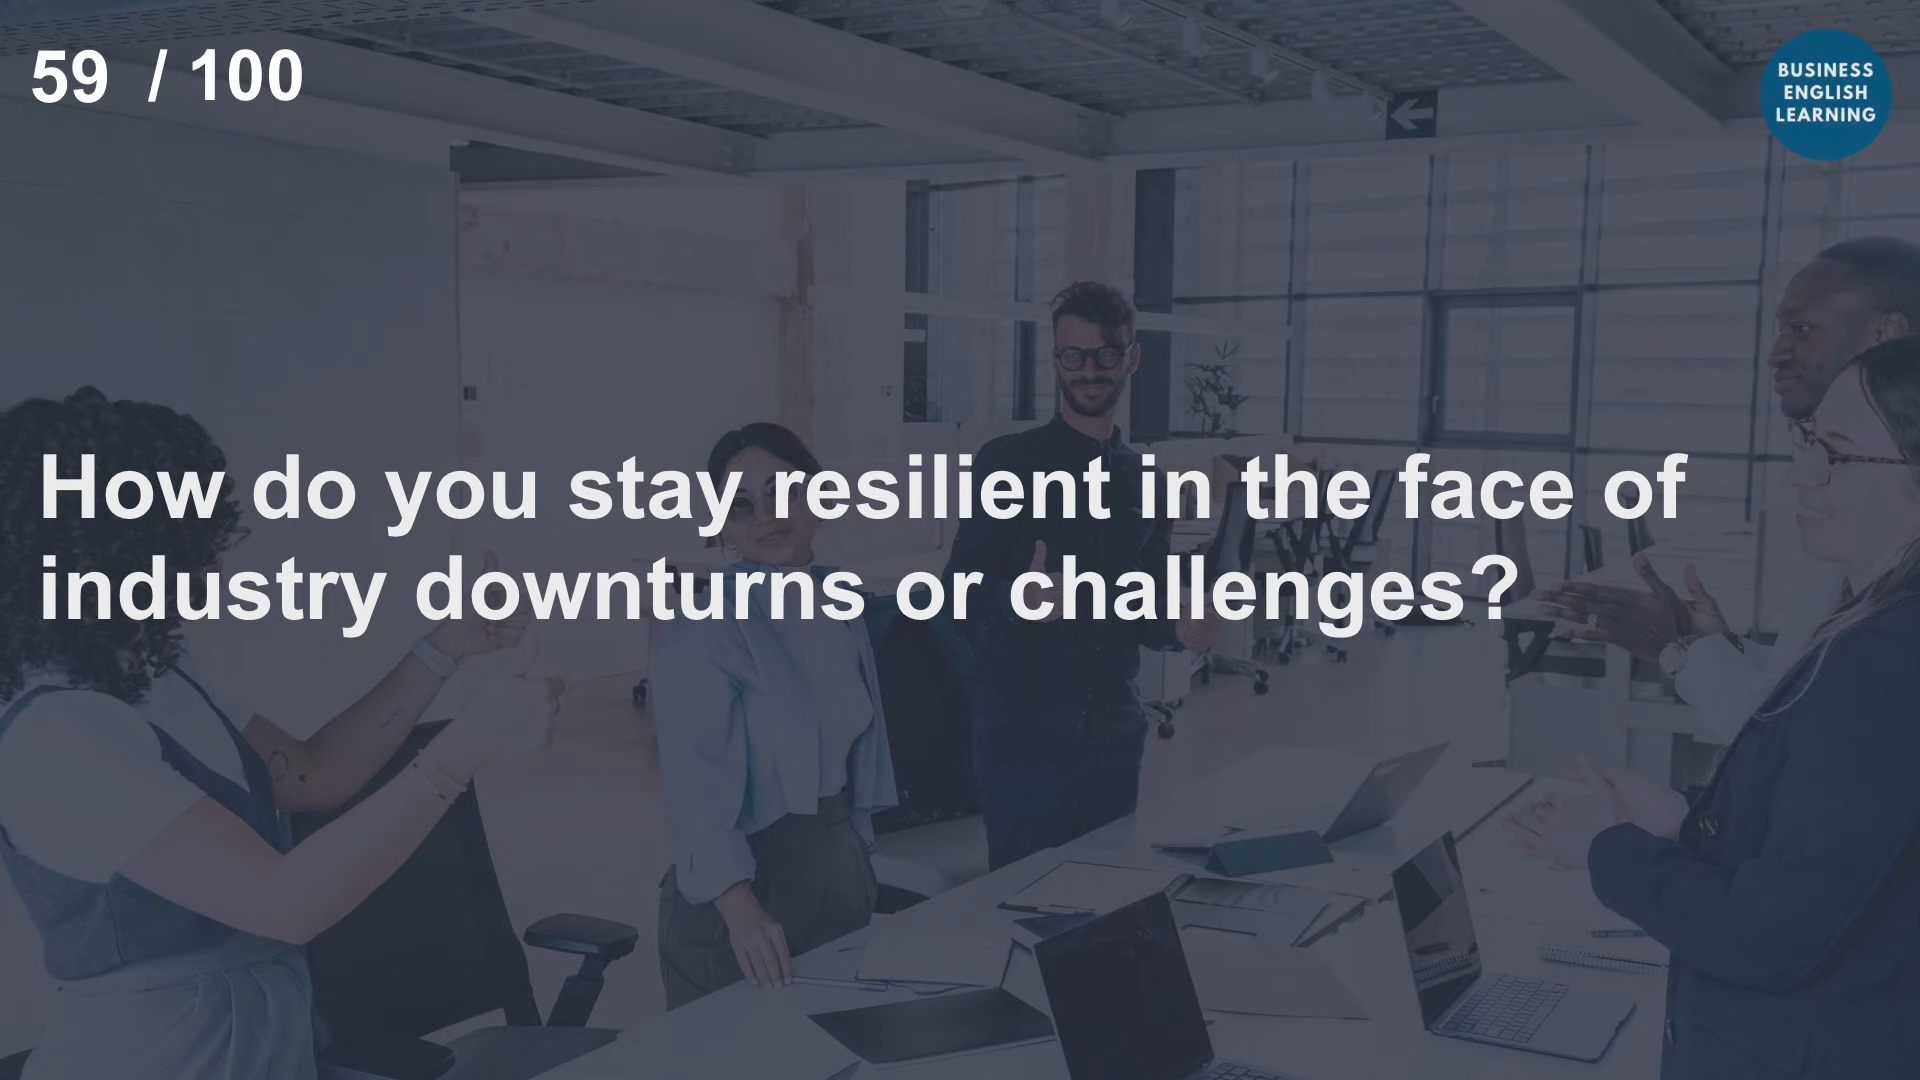 59 / 100
BUSINESS
ENGLISH
LEARNING
How do you stay resilient in the face of
industry downturns or challenges?